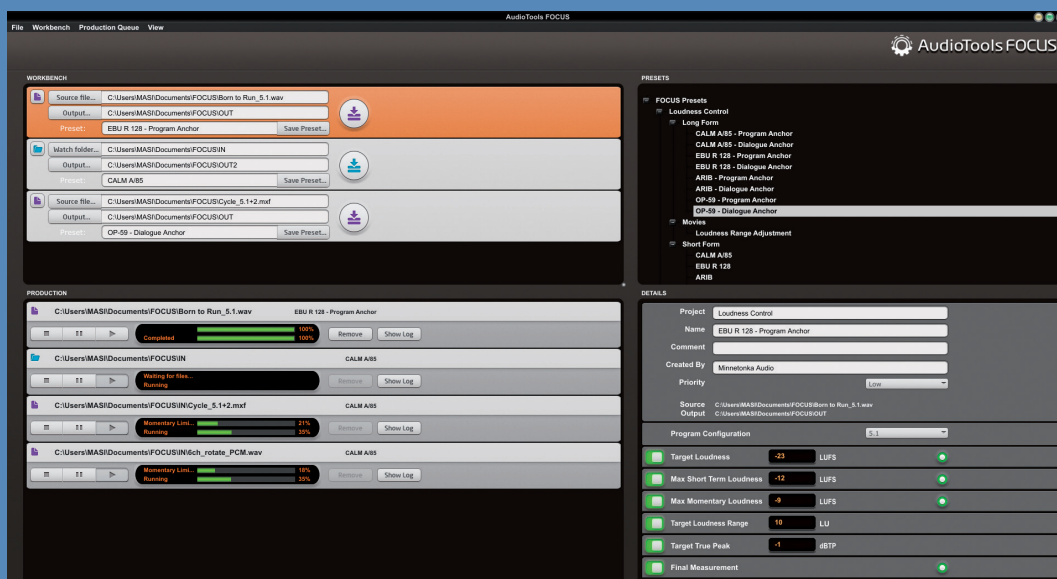 AudioTools FOCUS
File Workbench Production Queue View
AudioTools FOCUS
WORKBENCH
Source file... C:\Users\MASI\Documents\FOCUS\Born to Run_5.1.wav
Output... C:\Users\MASI\Documents\FOCUS\OUT
Preset: EBU R 128 - Program Anchor Save Preset...
Watch folder... C:\Users\MASI\Documents\FOCUS\IN
Output... C:\Users\MASI\Documents\FOCUS\OUT2
Preset: CALM A/85 Save Preset...
Source file... C:\Users\MASI\Documents\FOCUS\Cycle_5.1+2.mxf
Output... C:\Users\MASI\Documents\FOCUS\OUT
Preset: OP-59 - Dialogue Anchor Save Preset...
PRESETS
FOCUS Presets
Loudness Control
Long Form
CALM A/85 - Program Anchor
CALM A/85 - Dialogue Anchor
EBU R 128 - Program Anchor
EBU R 128 - Dialogue Anchor
ARIB - Program Anchor
ARIB - Dialogue Anchor
OP-59 - Program Anchor
OP-59 - Dialogue Anchor
Movies
Loudness Range Adjustment
Short Form
CALM A/85
EBU R 128
ARIB
PRODUCTION
C:\Users\MASI\Documents\FOCUS\Born to Run_5.1.wav EBU R 128 - Program Anchor
100%
Completed 100% Remove Show Log
C:\Users\MASI\Documents\FOCUS\IN CALM A/85
Waiting for files...
Running Remove Show Log
C:\Users\MASI\Documents\FOCUS\IN\Cycle_5.1+2.mxf CALM A/85
Momentary Limi... 21%
Running 35% Remove Show Log
C:\Users\MASI\Documents\FOCUS\IN\6ch_rotate_PCM.wav CALM A/85
Momentary Limi... 18%
Running 35% Remove Show Log
DETAILS
Project Loudness Control
Name EBU R 128 - Program Anchor
Comment
Created By Minnetonka Audio
Priority Low
Source C:\Users\MASI\Documents\FOCUS\Born to Run_5.1.wav
Output C:\Users\MASI\Documents\FOCUS\OUT
Program Configuration 5.1
Target Loudness -23 LUFS
Max Short Term Loudness -12 LUFS
Max Momentary Loudness -9 LUFS
Target Loudness Range 10 LU
Target True Peak -1 dBTP
Final Measurement